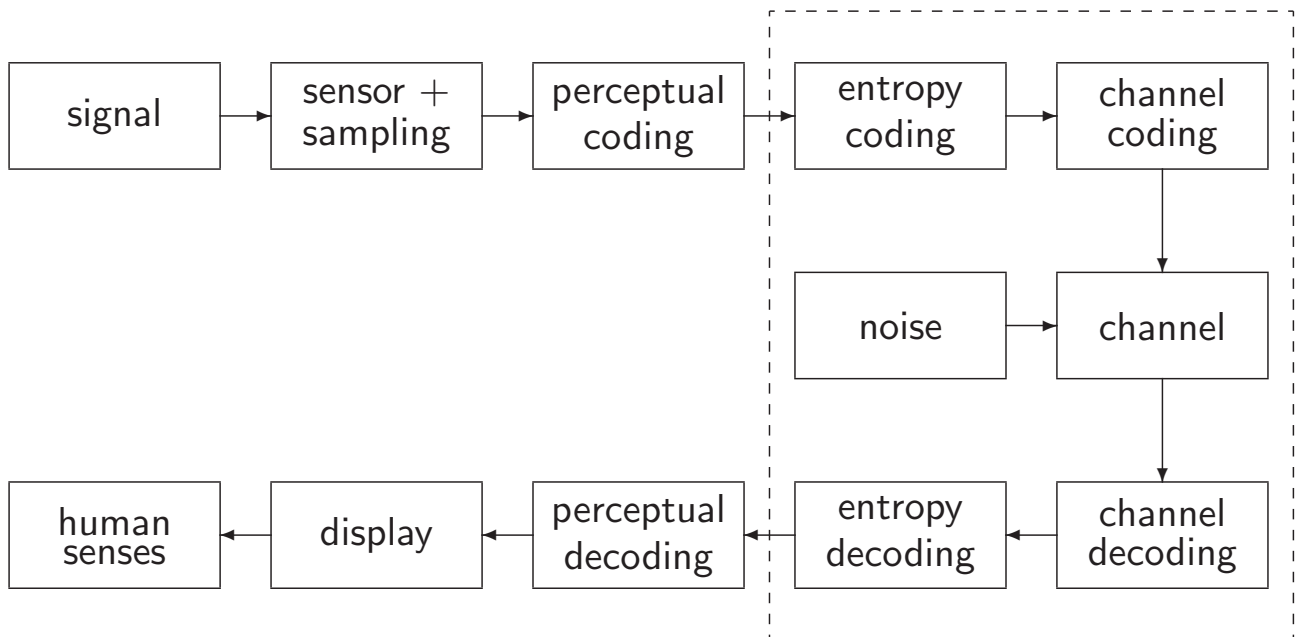 signal
sensor +
sampling
perceptual
coding
entropy
coding
channel
coding
noise
channel
human
senses
display
perceptual
decoding
entropy
decoding
channel
decoding